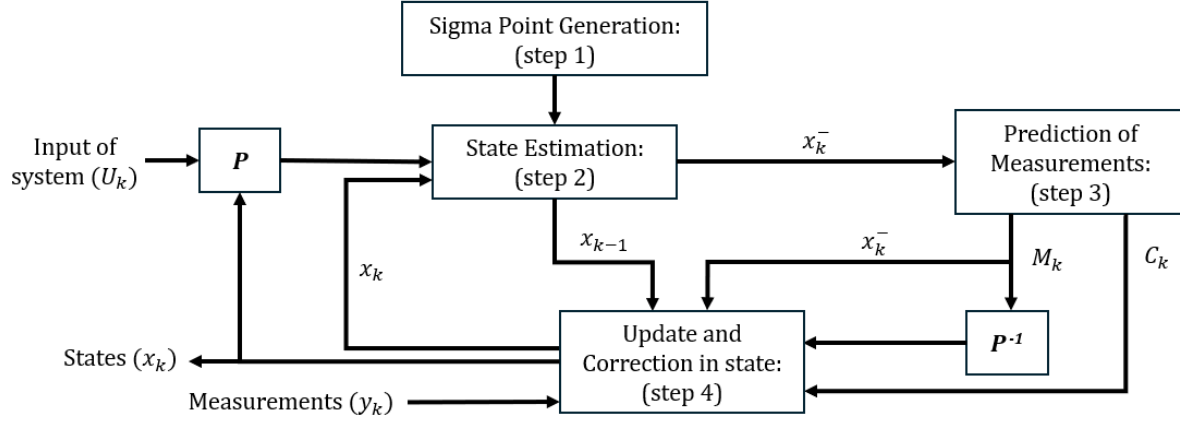 Sigma Point Generation:
(step 1)
Input of
system (U_k)
P
State Estimation:
(step 2)
x_k^-
Prediction of
Measurements:
(step 3)
x_{k-1}
x_k^-
M_k
C_k
x_k
Update and
Correction in state:
(step 4)
P^{-1}
States (x_k)
Measurements (y_k)